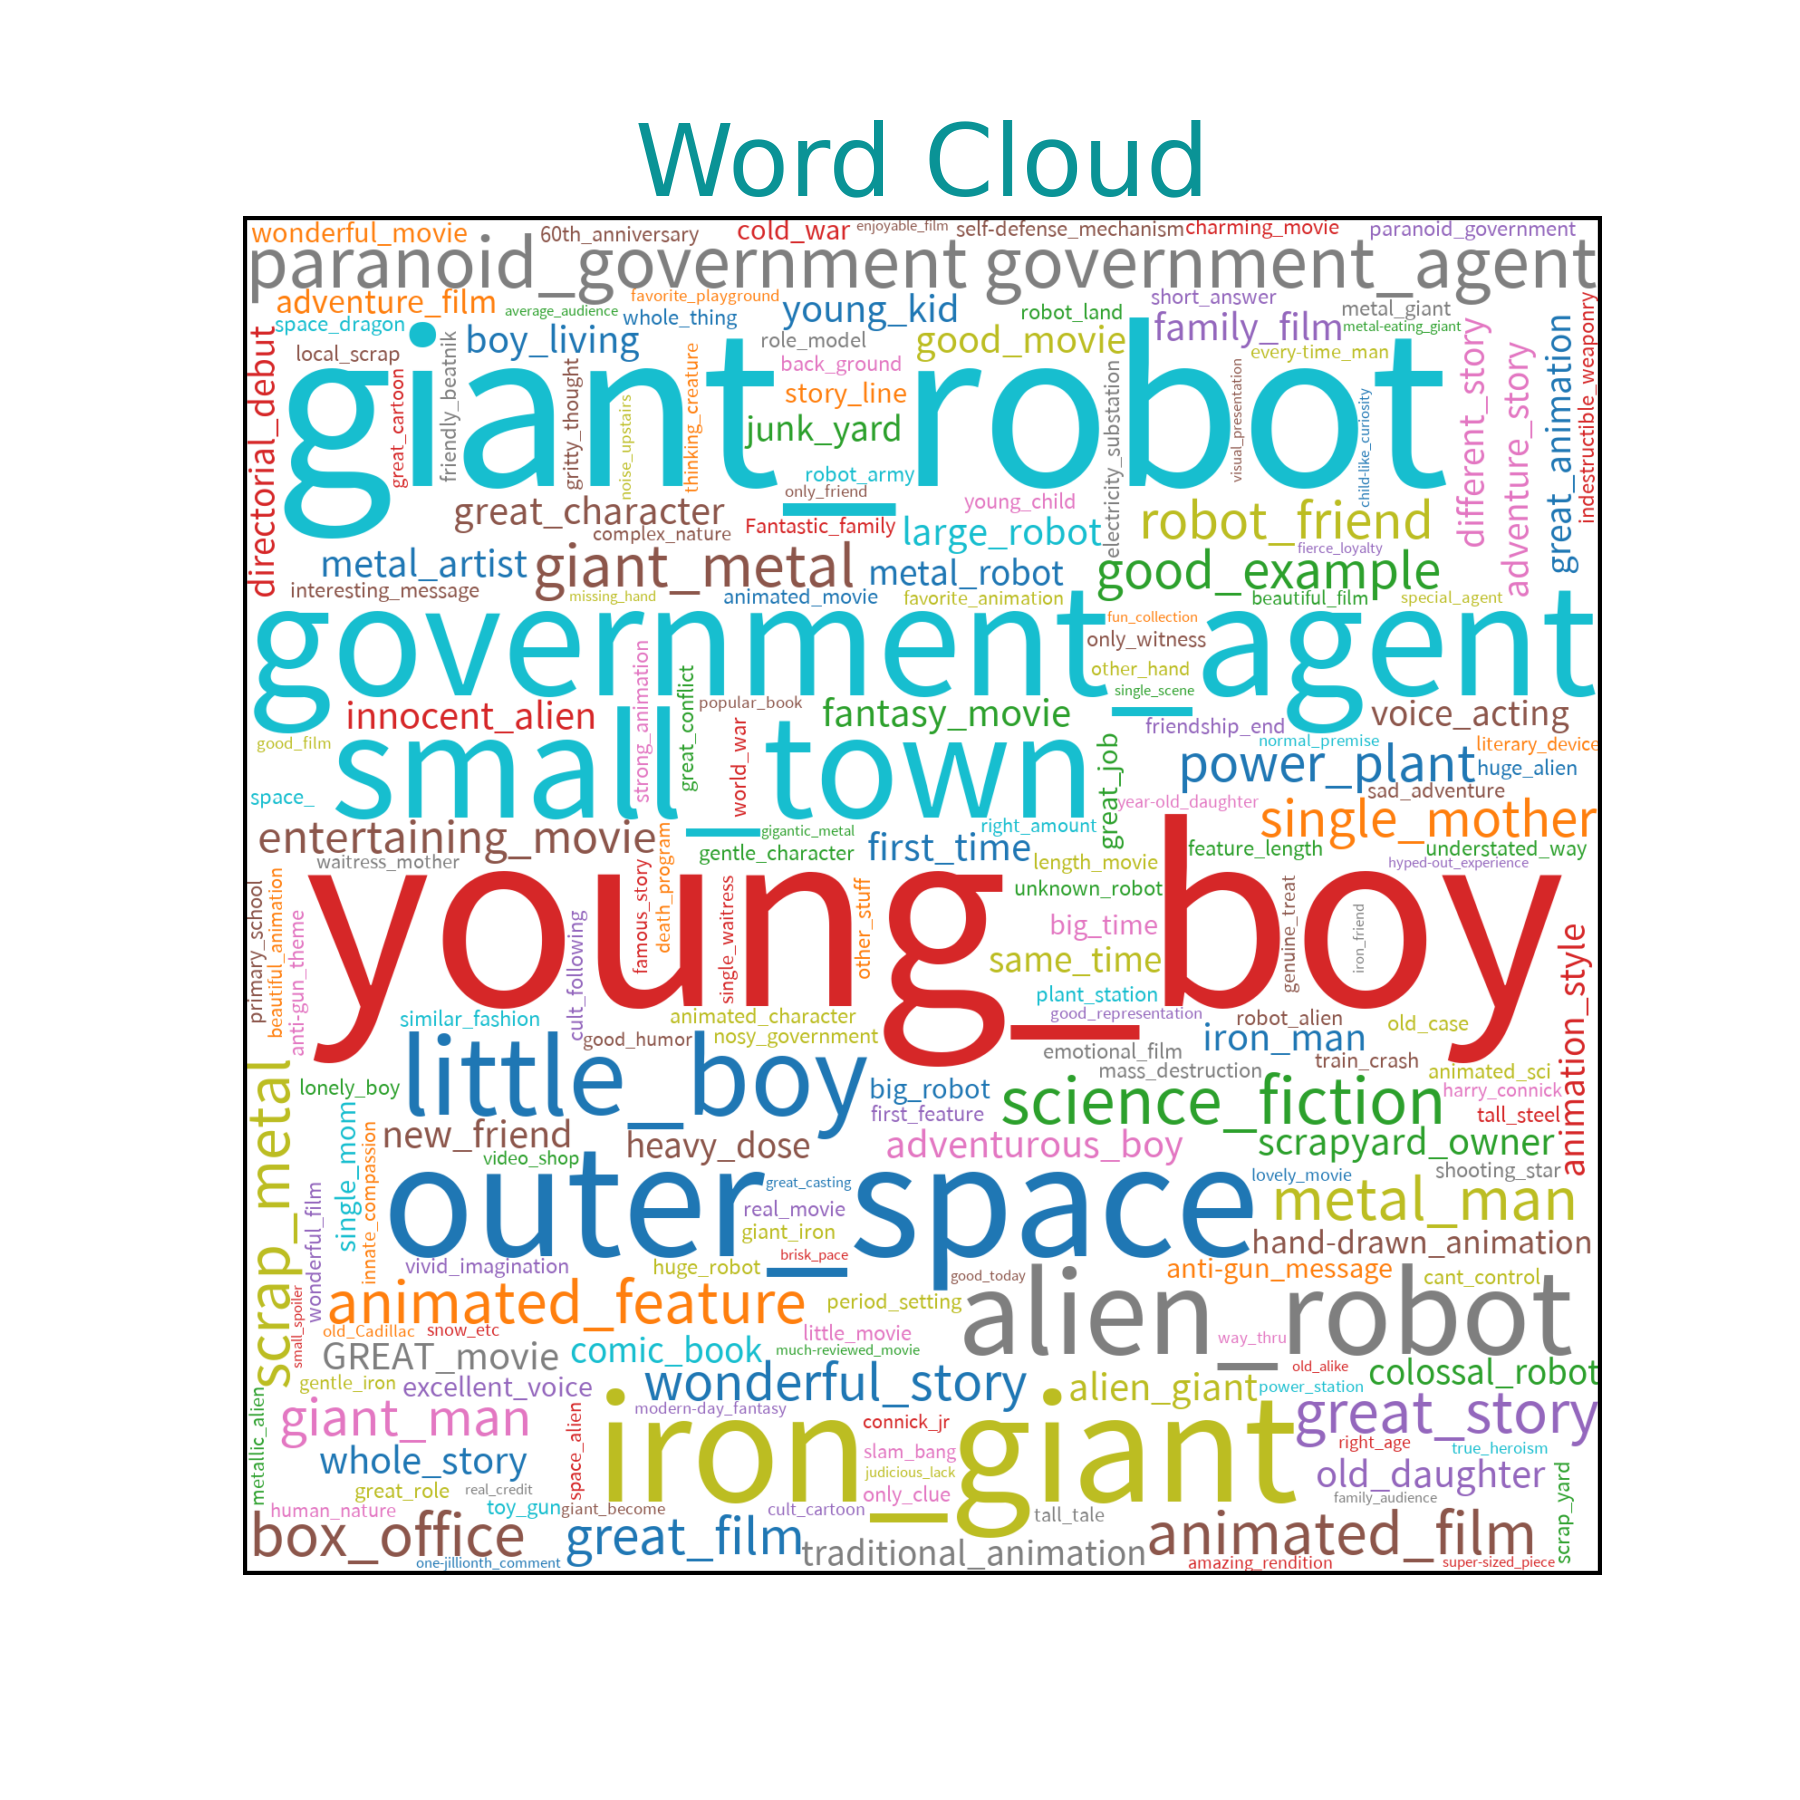 Word Cloud
wonderful_movie 60th_anniversary cold_war enjoyable_film self-defense_mechanism charming_movie paranoid_government
paranoid_government government_agent
adventure_film average_audience favorite_playground young_kid robot_land short_answer metal_giant
space_dragon whole_thing family_film metal-eating_giant
boy_living role_model good_movie
local_scrap back_ground every-time_man
giant_robot
directorial_debut great_cartoon friendly_beatnik gritty_thought noise_upstairs thinking_creature
story_line electricity_substation visual_presentation child-like_curiosity different_story adventure_story great_animation indestructible_weaponry
junk_yard
robot_army
only_friend
great_character young_child
complex_nature Fantastic_family large_robot robot_friend
fierce_loyalty
metal_artist giant_metal metal_robot good_example
interesting_message missing_hand animated_movie favorite_animation beautiful_film special_agent
government_agent
fun_collection
only_witness
other_hand
single_scene
strong_animation great_conflict
innocent_alien popular_book fantasy_movie friendship_end voice_acting
good_film world_war great_job normal_premise literary_device
small_town
power_plant huge_alien
space_ sad_adventure
year-old_daughter
entertaining_movie gigantic_metal right_amount single_mother
waitress_mother gentle_character first_time length_movie feature_length understated_way
hyped-out_experience
young_boy
unknown_robot
primary_school beautiful_animation anti-gun_theme cult_following famous_story death_program single_waitress other_stuff genuine_treat iron_friend animation_style
big_time
same_time
plant_station
similar_fashion animated_character good_representation robot_alien old_case
good_humor nosy_government iron_man
emotional_film train_crash
little_boy mass_destruction animated_sci
lonely_boy big_robot science_fiction harry_connick
first_feature tall_steel
scrap_metal single_mom innate_compassion wonderful_film
new_friend heavy_dose adventurous_boy scrapyard_owner
video_shop shooting_star
outer_space
great_casting lovely_movie
real_movie metal_man
giant_iron hand-drawn_animation
brisk_pace
vivid_imagination huge_robot good_today anti-gun_message cant_control
small_spoiler animated_feature period_setting alien_robot
old_Cadillac snow_etc little_movie way_thru
GREAT_movie comic_book much-reviewed_movie old_alike colossal_robot
gentle_iron excellent_voice wonderful_story alien_giant power_station
metallic_alien giant_man space_alien modern-day_fantasy great_story
iron_giant
connick_jr
whole_story slam_bang right_age true_heroism
judicious_lack old_daughter scrap_yard
great_role real_credit only_clue family_audience
human_nature toy_gun giant_become cult_cartoon tall_tale
box_office great_film traditional_animation animated_film
one-jillionth_comment amazing_rendition super-sized_piece